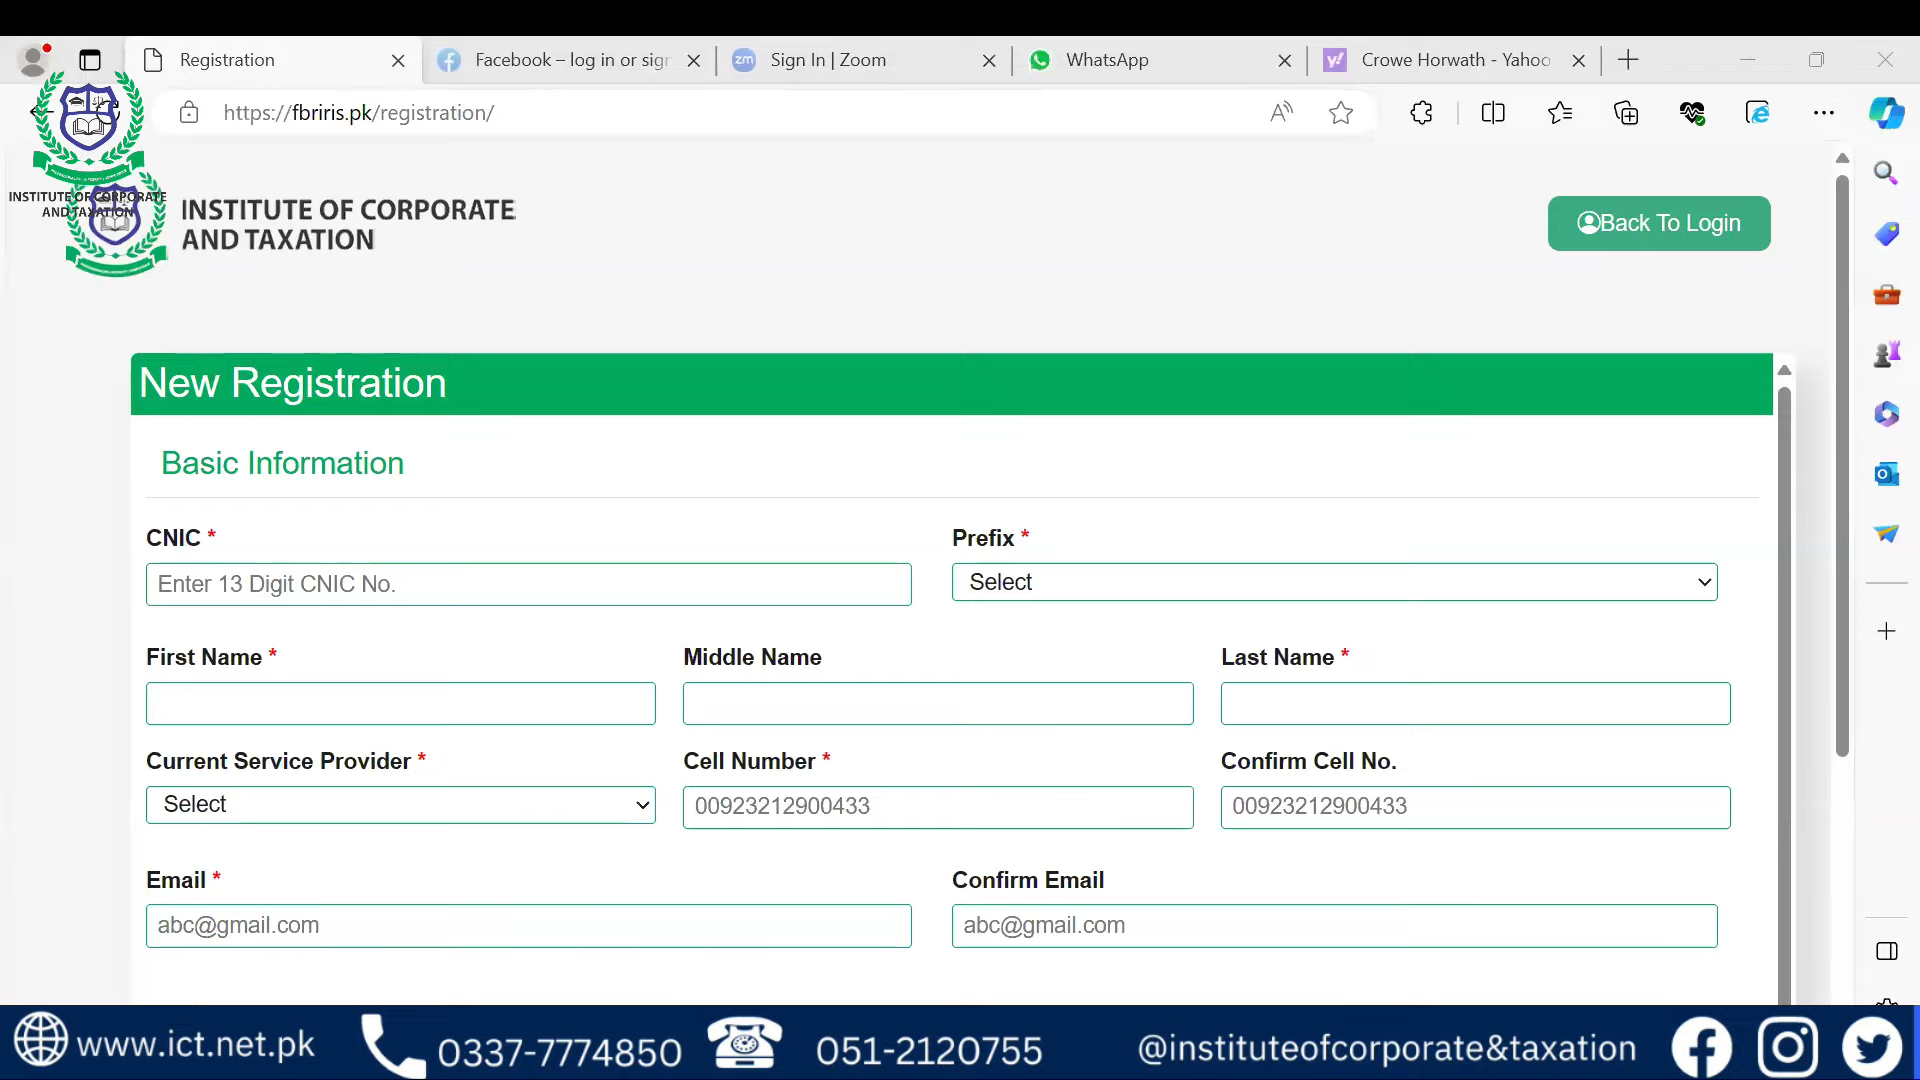 Registration
Facebook – log in or sigr
zm
Sign In | Zoom
WhatsApp
y!
Crowe Horwath - Yahoo
https://fbriris.pk/registration/
INSTITUTE OF CORPORATE
AND TAXATION
INSTITUTE OF CORPORATE
AND TAXATION
Back To Login
New Registration
Basic Information
CNIC *
Prefix *
Enter 13 Digit CNIC No.
Select
First Name *
Middle Name
Last Name *
Current Service Provider *
Cell Number *
Confirm Cell No.
Select
00923212900433
00923212900433
Email *
Confirm Email
abc@gmail.com
abc@gmail.com
www.ict.net.pk
0337-7774850
051-2120755
@instituteofcorporate&taxation